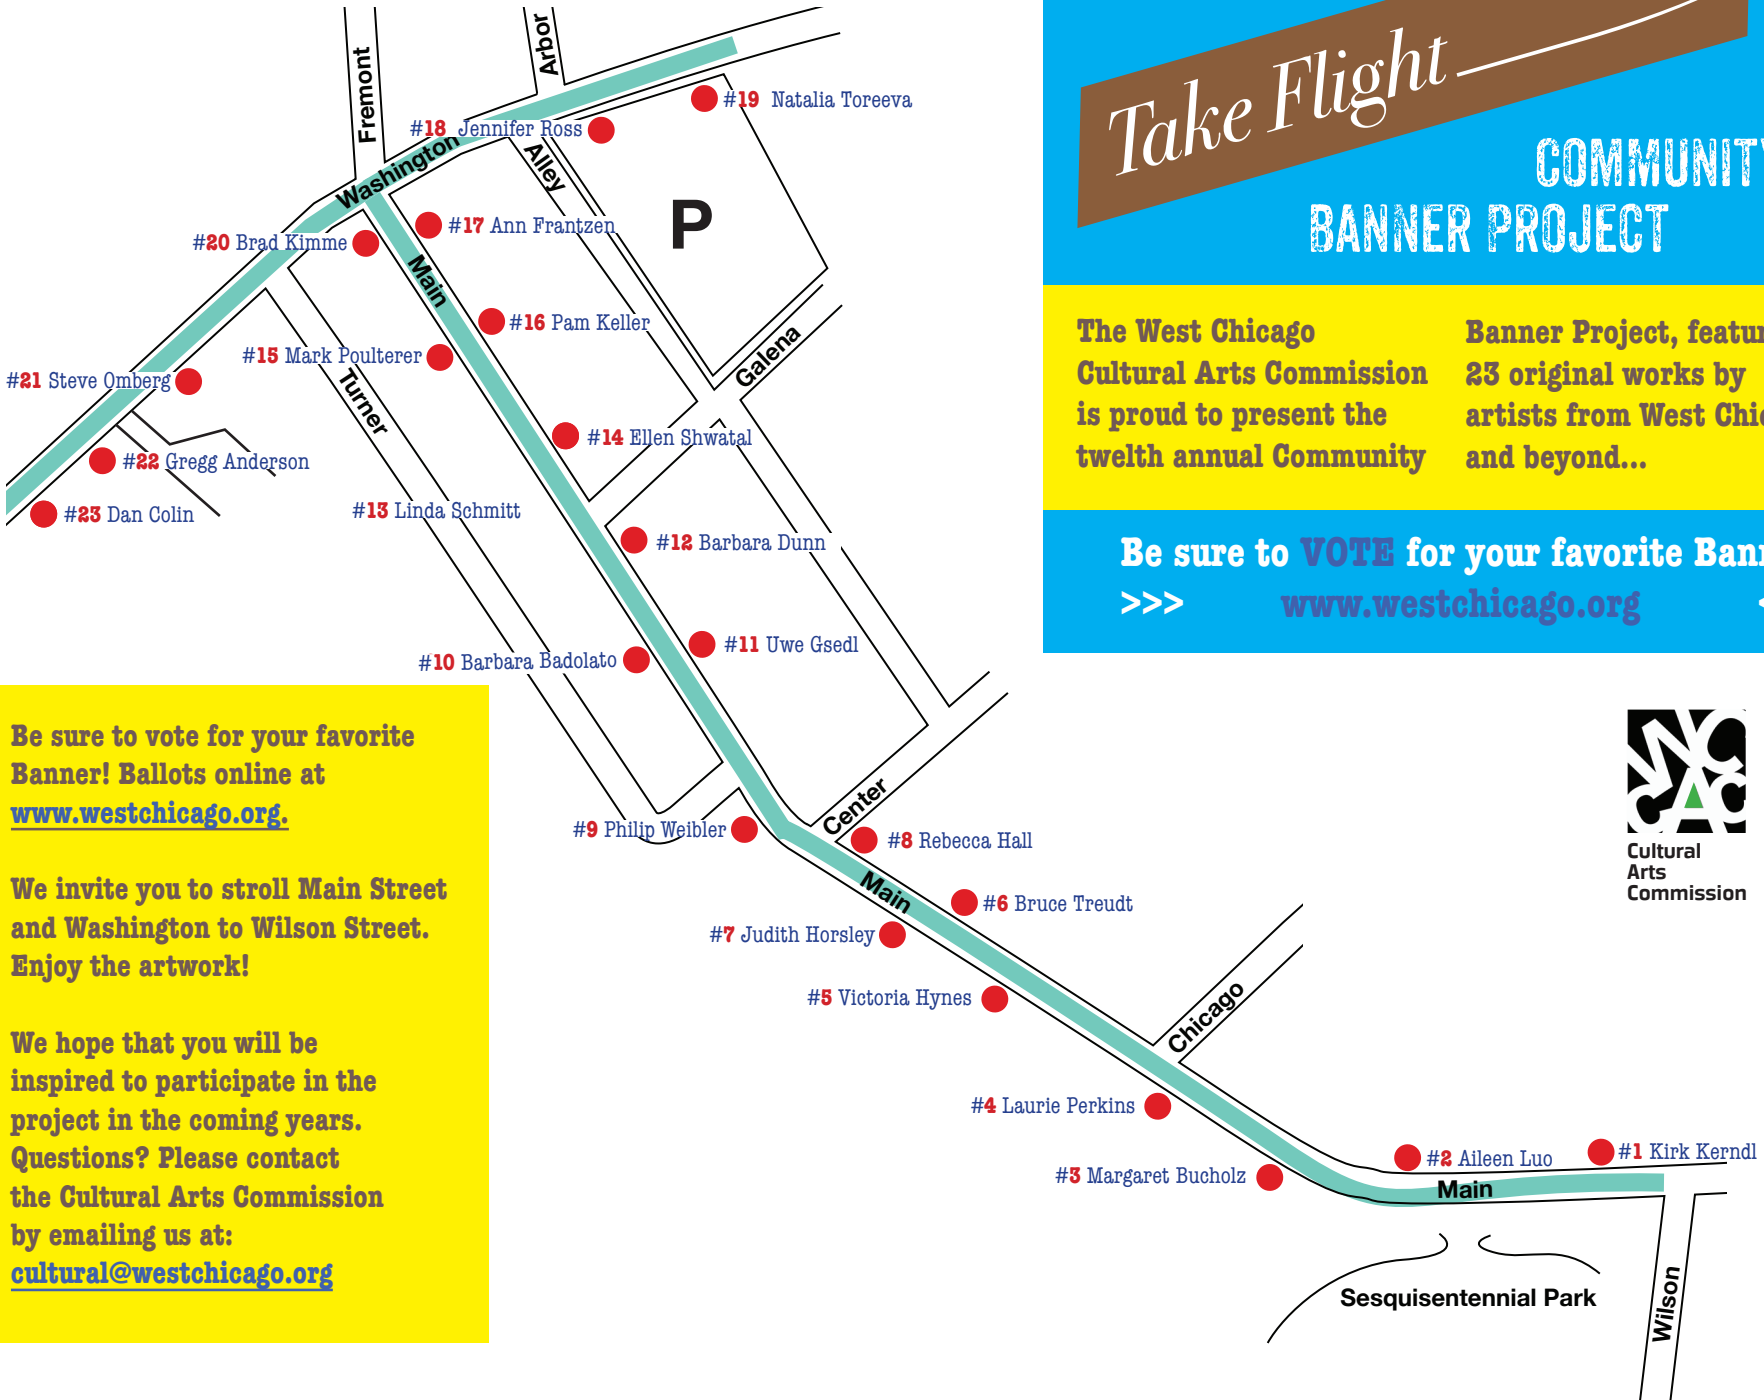 Fremont
Arbor
#19 Natalia Toreeva
#18 Jennifer Ross
Washington
Alley
P
#17 Ann Frantzen
#20 Brad Kimme
Main
#16 Pam Keller
#15 Mark Poulterer
Galena
#21 Steve Omberg
Turner
#14 Ellen Shwatal
#22 Gregg Anderson
#13 Linda Schmitt
#23 Dan Colin
#12 Barbara Dunn
#11 Uwe Gsedl
#10 Barbara Badolato
Center
#9 Philip Weibler
#8 Rebecca Hall
Main
#6 Bruce Treudt
#7 Judith Horsley
#5 Victoria Hynes
Chicago
#4 Laurie Perkins
#3 Margaret Bucholz
#2 Aileen Luo
#1 Kirk Kerndl
Main
Sesquisentennial Park
Wilson
Take Flight
COMMUNITY
BANNER PROJECT
The West Chicago
Cultural Arts Commission
is proud to present the
twelth annual Community
Banner Project, featur
23 original works by
artists from West Chic
and beyond...
Be sure to VOTE for your favorite Bann
>>> www.westchicago.org <
Be sure to vote for your favorite
Banner! Ballots online at
www.westchicago.org.
We invite you to stroll Main Street
and Washington to Wilson Street.
Enjoy the artwork!
We hope that you will be
inspired to participate in the
project in the coming years.
Questions? Please contact
the Cultural Arts Commission
by emailing us at:
cultural@westchicago.org
WC
CAC
Cultural
Arts
Commission